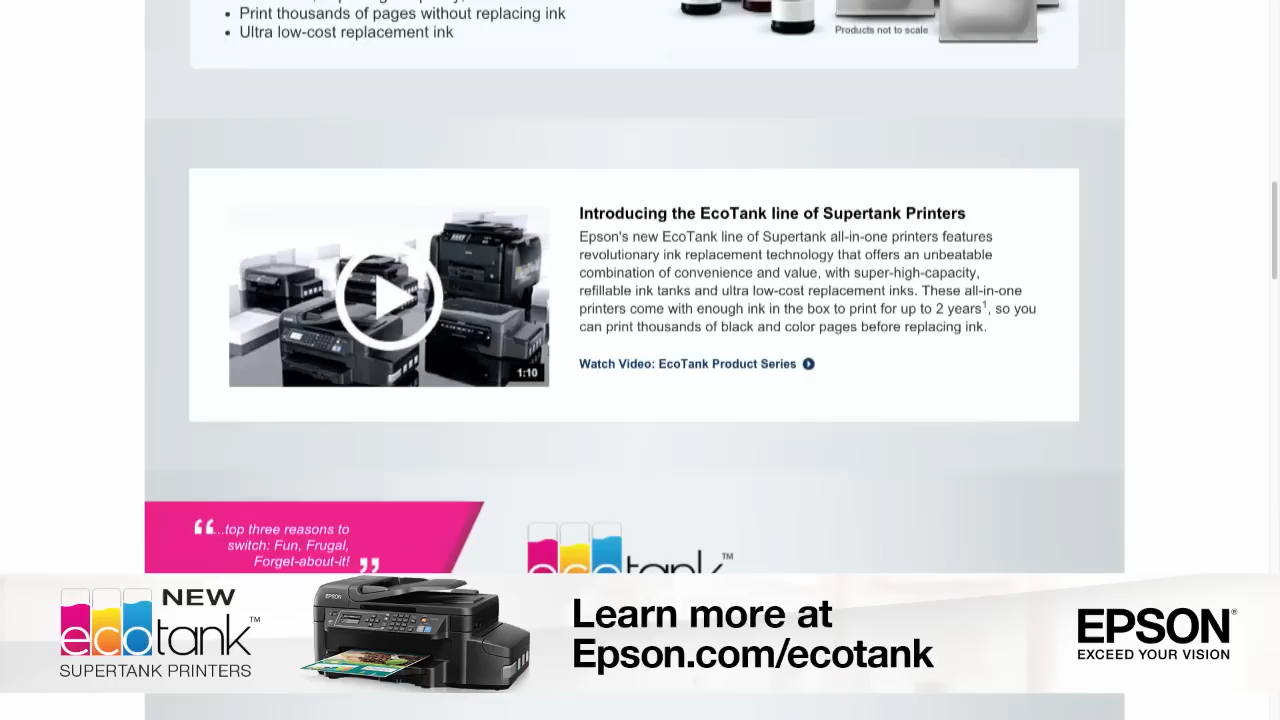 • Print thousands of pages without replacing ink
• Ultra low-cost replacement ink
Products not to scale
Introducing the EcoTank line of Supertank Printers
Epson's new EcoTank line of Supertank all-in-one printers features
revolutionary ink replacement technology that offers an unbeatable
combination of convenience and value, with super-high-capacity,
refillable ink tanks and ultra low-cost replacement inks. These all-in-one
printers come with enough ink in the box to print for up to 2 years¹, so you
can print thousands of black and color pages before replacing ink.
1:10
Watch Video: EcoTank Product Series
“...top three reasons to
switch: Fun, Frugal,
Forget-about-it! ”
ecotank™
NEW
ecotank™
SUPERTANK PRINTERS
EPSON
Learn more at
Epson.com/ecotank
EPSON®
EXCEED YOUR VISION